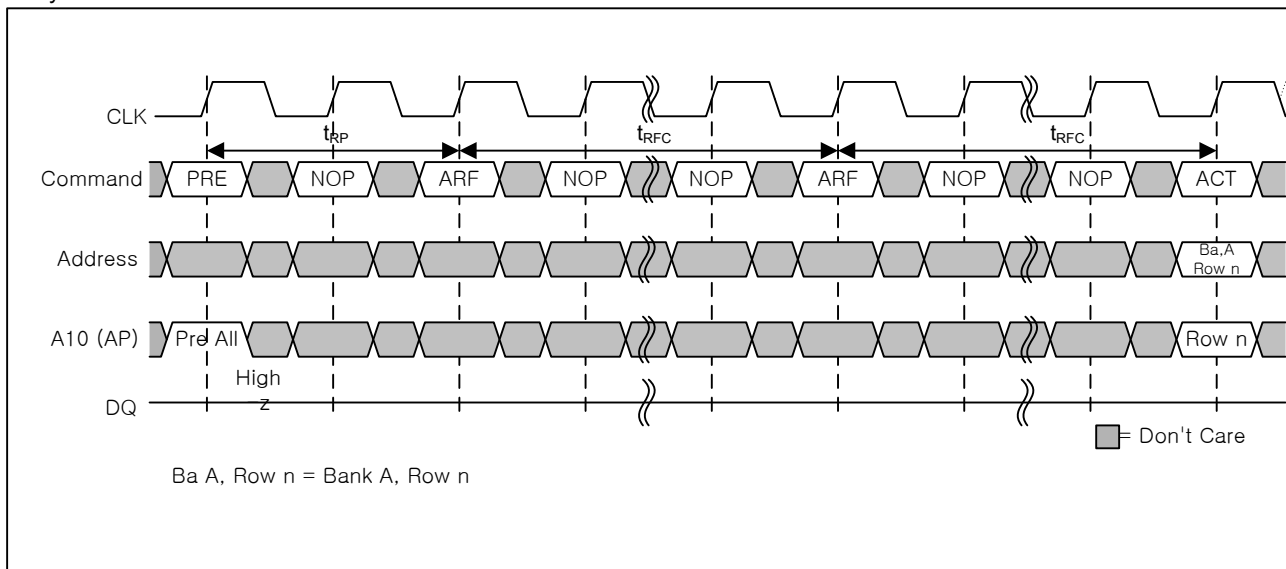 CLK
tRP
tRFC
tRFC
Command PRE NOP ARF NOP NOP ARF NOP NOP ACT
Address
Ba,A
Row n
A10 (AP) Pre All Row n
High
-z
DQ
= Don't Care
Ba A, Row n = Bank A, Row n